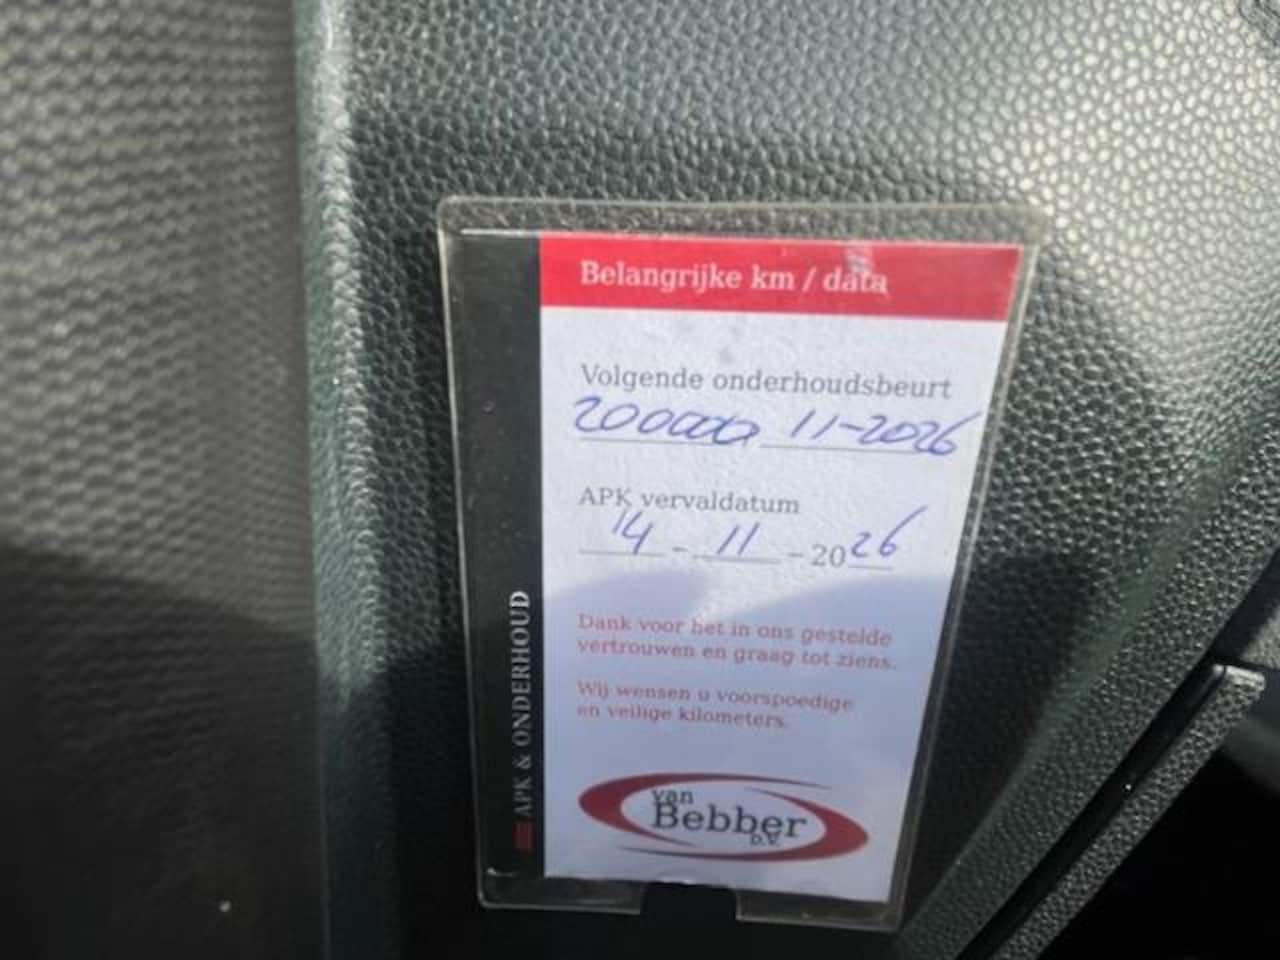 Belangrijke km / data
Volgende onderhoudsbeurt
200000 11-2026
APK vervaldatum
14 - 11 - 2026
Dank voor het in ons gestelde
vertrouwen en graag tot ziens.
Wij wensen u voorspoedige
en veilige kilometers.
van
Bebber
b.v.
APK & ONDERHOUD